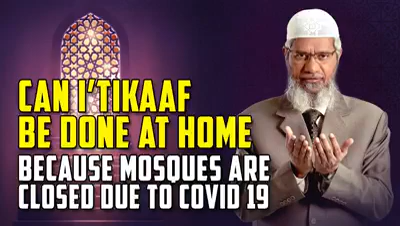 CAN I'TIKAAF
BE DONE AT HOME
BECAUSE MOSQUES ARE
CLOSED DUE TO COVID 19